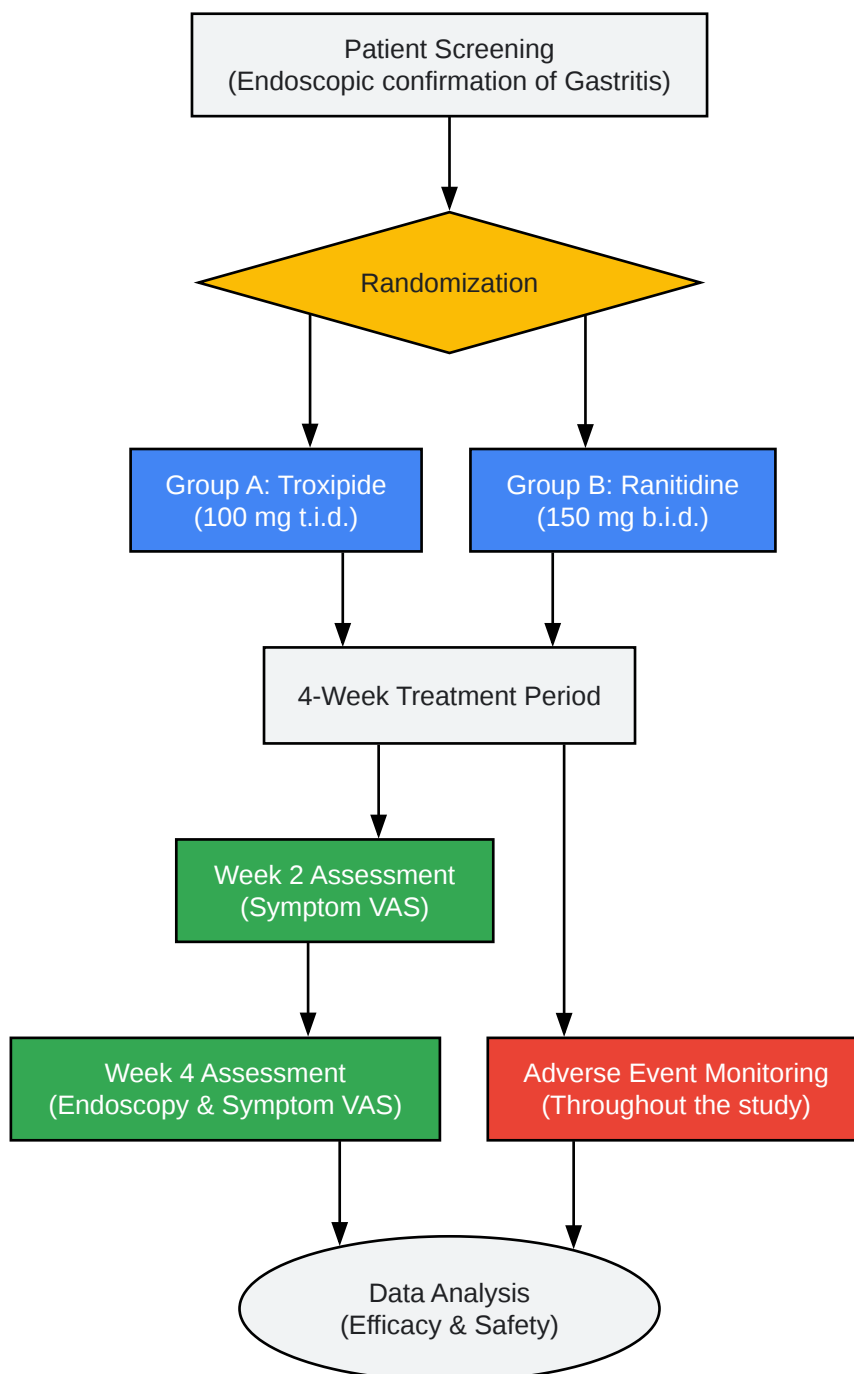 Patient Screening
(Endoscopic confirmation of Gastritis)
Randomization
Group A: Troxipide
(100 mg t.i.d.)
Group B: Ranitidine
(150 mg b.i.d.)
4-Week Treatment Period
Week 2 Assessment
(Symptom VAS)
Week 4 Assessment
(Endoscopy & Symptom VAS)
Adverse Event Monitoring
(Throughout the study)
Data Analysis
(Efficacy & Safety)